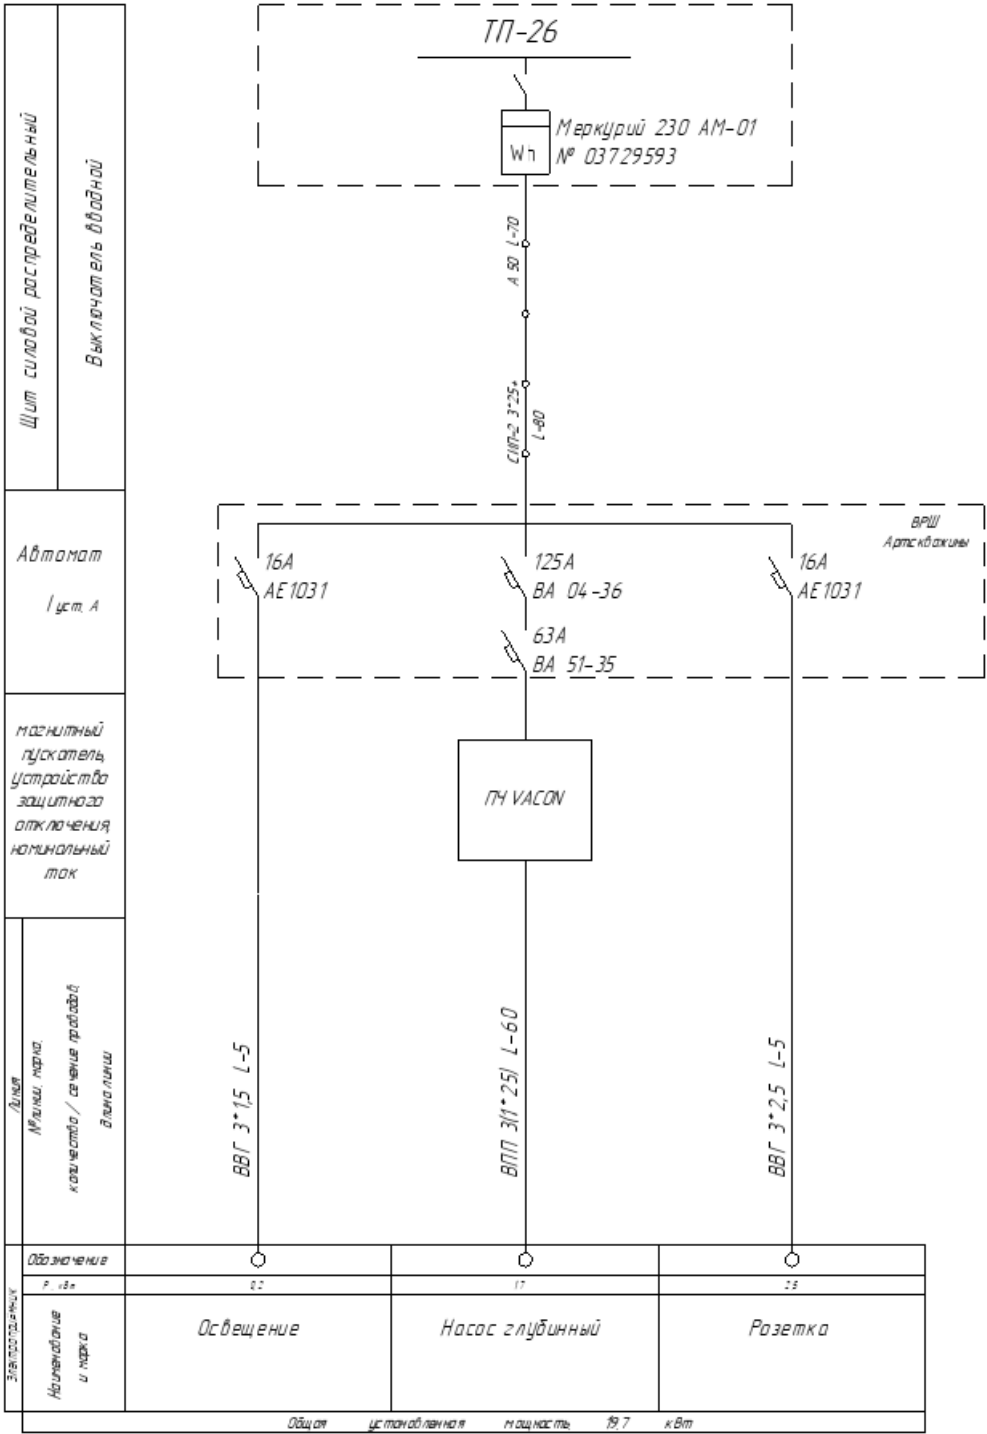 ТП-26
Меркурий 230 АМ-01
Wh
№ 03729593
Щит силовой распределительный
Выключатель вводной
А 50 L-70
СИП-2 3*25+
L-80
ВРШ
Артскважины
Автомат
I уст. А
16А
АЕ1031
125А
ВА 04-36
63А
ВА 51-35
16А
АЕ1031
магнитный
пускатель,
устройство
защитного
отключения,
номинальный
ток
ПЧ VACON
Линия
№линии, марка,
количество / сечение проводов,
длина линии
ВВГ 3*1,5 L-5
ВПП 3(1*25) L-60
ВВГ 3*2,5 L-5
Электроприемник
Обозначение
Р, кВт
0,2
17
2,5
Наименование
и марка
Освещение
Насос глубинный
Розетка
Общая установленная мощность 19,7 кВт